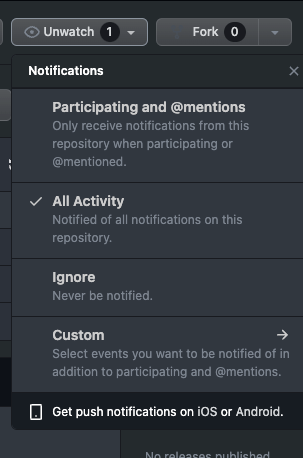 Unwatch 1 Fork 0
Notifications
Participating and @mentions
Only receive notifications from this
repository when participating or
@mentioned.
All Activity
Notified of all notifications on this
repository.
Ignore
Never be notified.
Custom
Select events you want to be notified of in
addition to participating and @mentions.
Get push notifications on iOS or Android.
No releases published